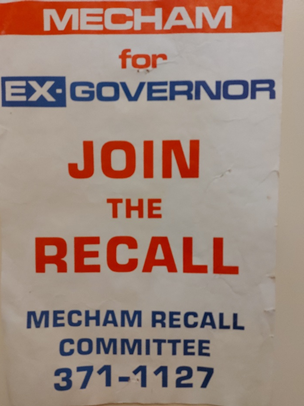 MECHAM
for
EX-GOVERNOR
JOIN
THE
RECALL
MECHAM RECALL
COMMITTEE
371-1127